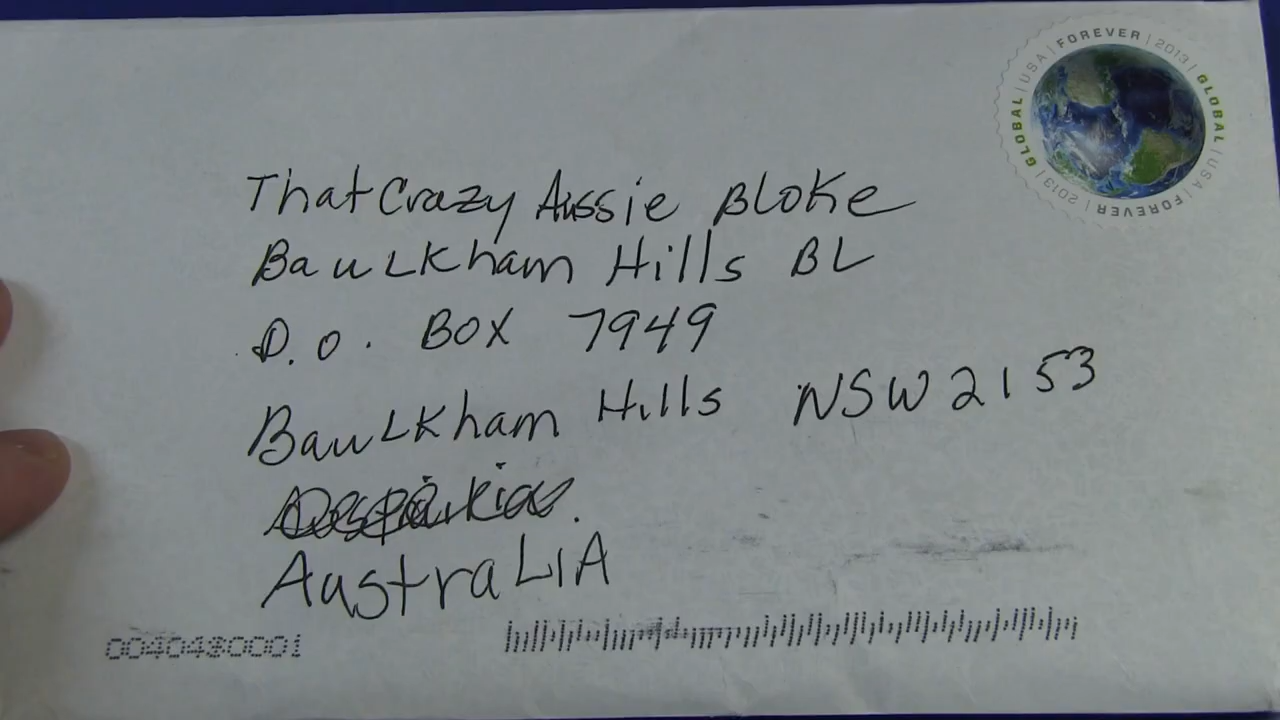 GLOBAL | USA | FOREVER | 2013 | GLOBAL | USA | FOREVER | 2013 |
ThatCrazy Aussie BLoKe
BauLKham Hills BL
P.O. BOX 7949
BauLKham Hills NSW 2153
AustraLIA
0040480001